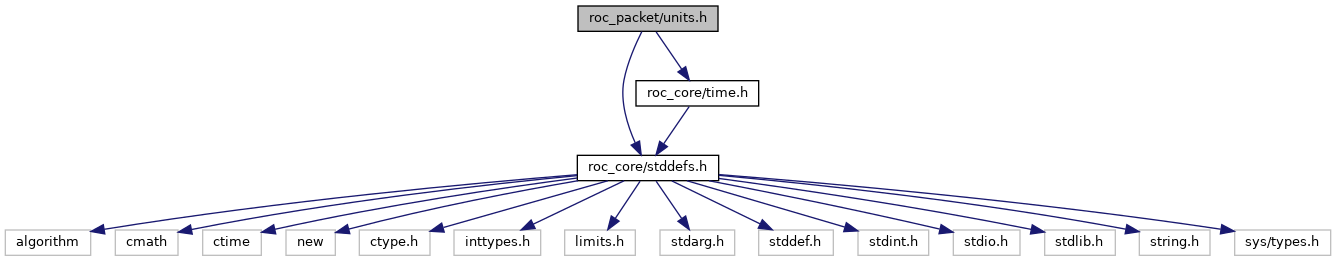 roc_packet/units.h
roc_core/time.h
roc_core/stddefs.h
algorithm
cmath
ctime
new
ctype.h
inttypes.h
limits.h
stdarg.h
stddef.h
stdint.h
stdio.h
stdlib.h
string.h
sys/types.h